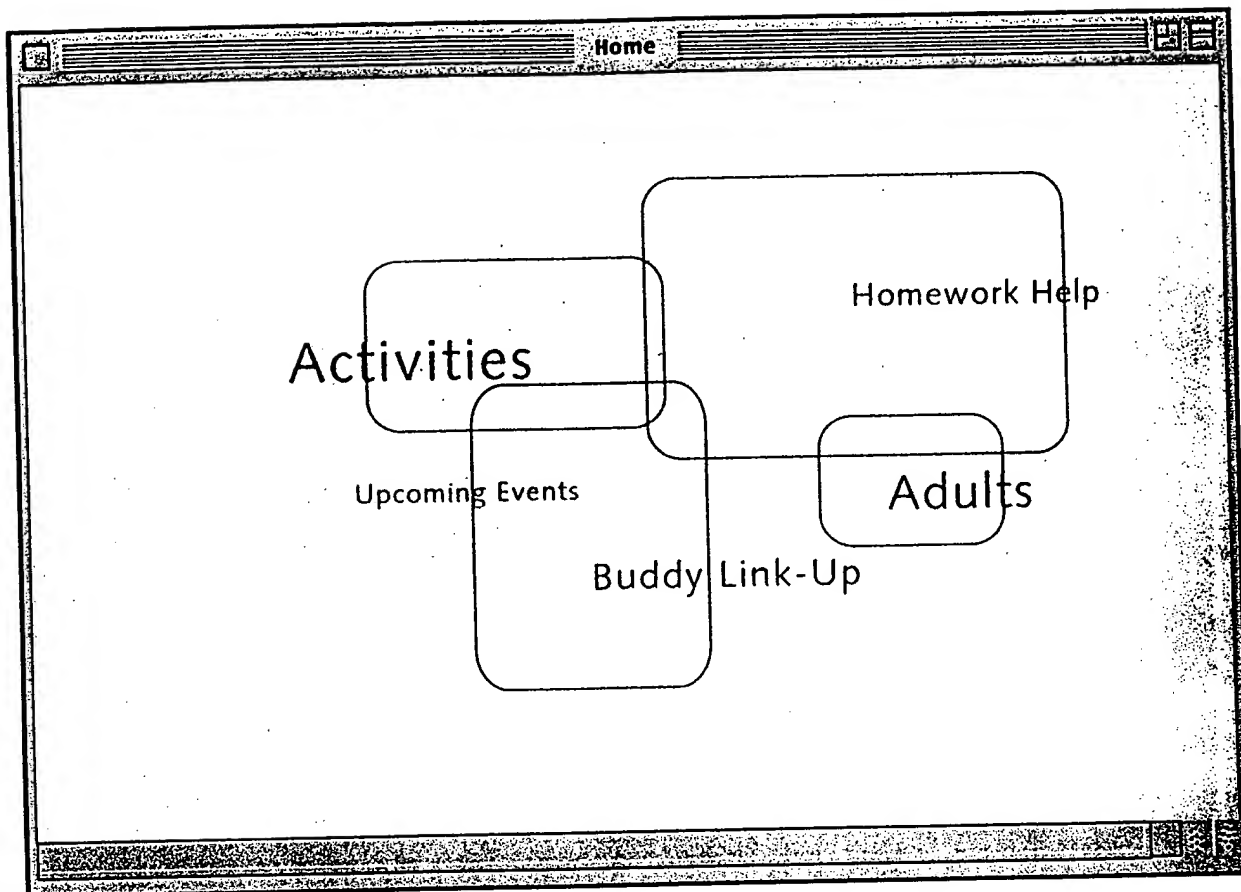 Home
Homework Help
Activities
Upcoming Events
Adults
Buddy Link-Up